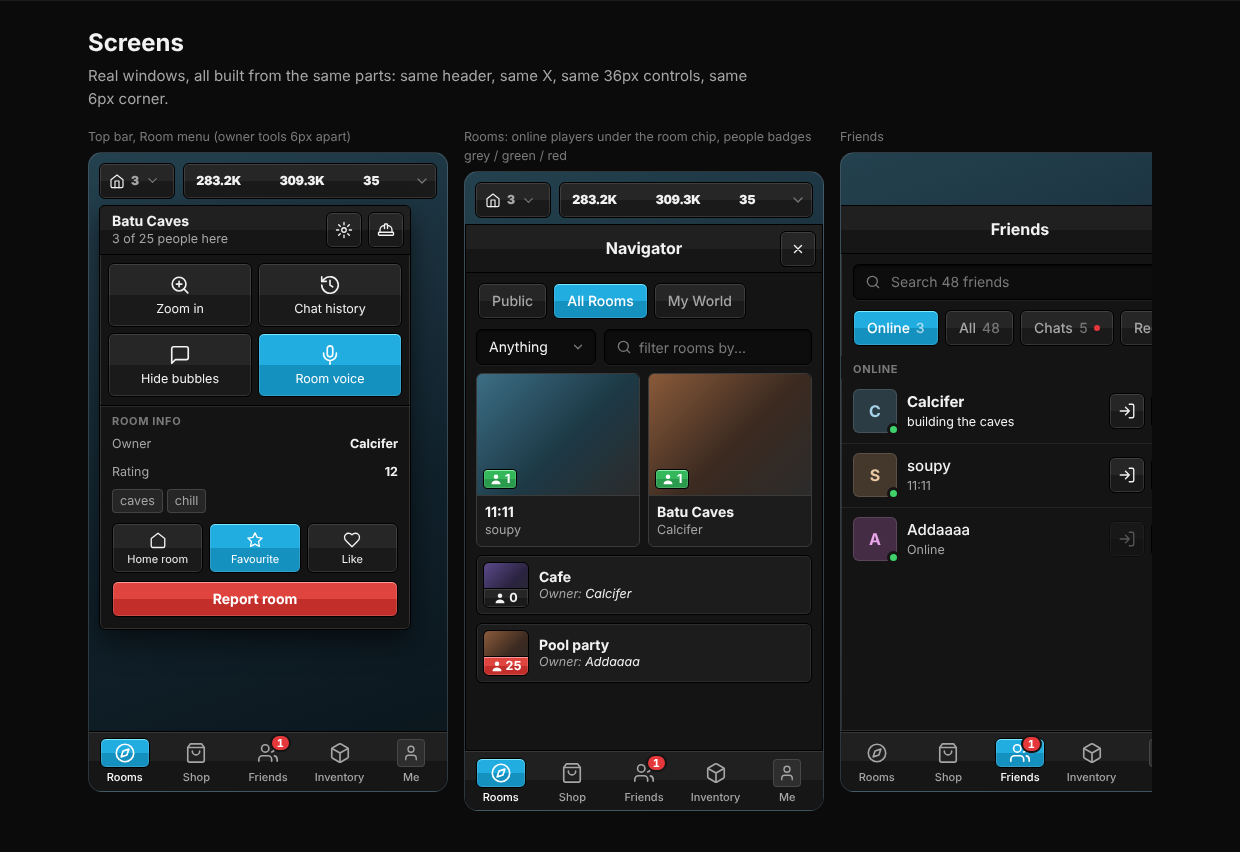 Screens
Real windows, all built from the same parts: same header, same X, same 36px controls, same
6px corner.
Top bar, Room menu (owner tools 6px apart)
3
283.2K 309.3K 35
Batu Caves
3 of 25 people here
Zoom in
Chat history
Hide bubbles
Room voice
ROOM INFO
Owner Calcifer
Rating 12
caves chill
Home room
Favourite
Like
Report room
Rooms
Shop
1
Friends
Inventory
Me
Rooms: online players under the room chip, people badges
grey / green / red
3
283.2K 309.3K 35
Navigator
Public
All Rooms
My World
Anything
filter rooms by...
1
11:11
soupy
1
Batu Caves
Calcifer
0
Cafe
Owner: Calcifer
25
Pool party
Owner: Addaaaa
Rooms
Shop
1
Friends
Inventory
Me
Friends
Friends
Search 48 friends
Online 3
All 48
Chats 5
Re
ONLINE
C
Calcifer
building the caves
S
soupy
11:11
A
Addaaaa
Online
Rooms
Shop
1
Friends
Inventory